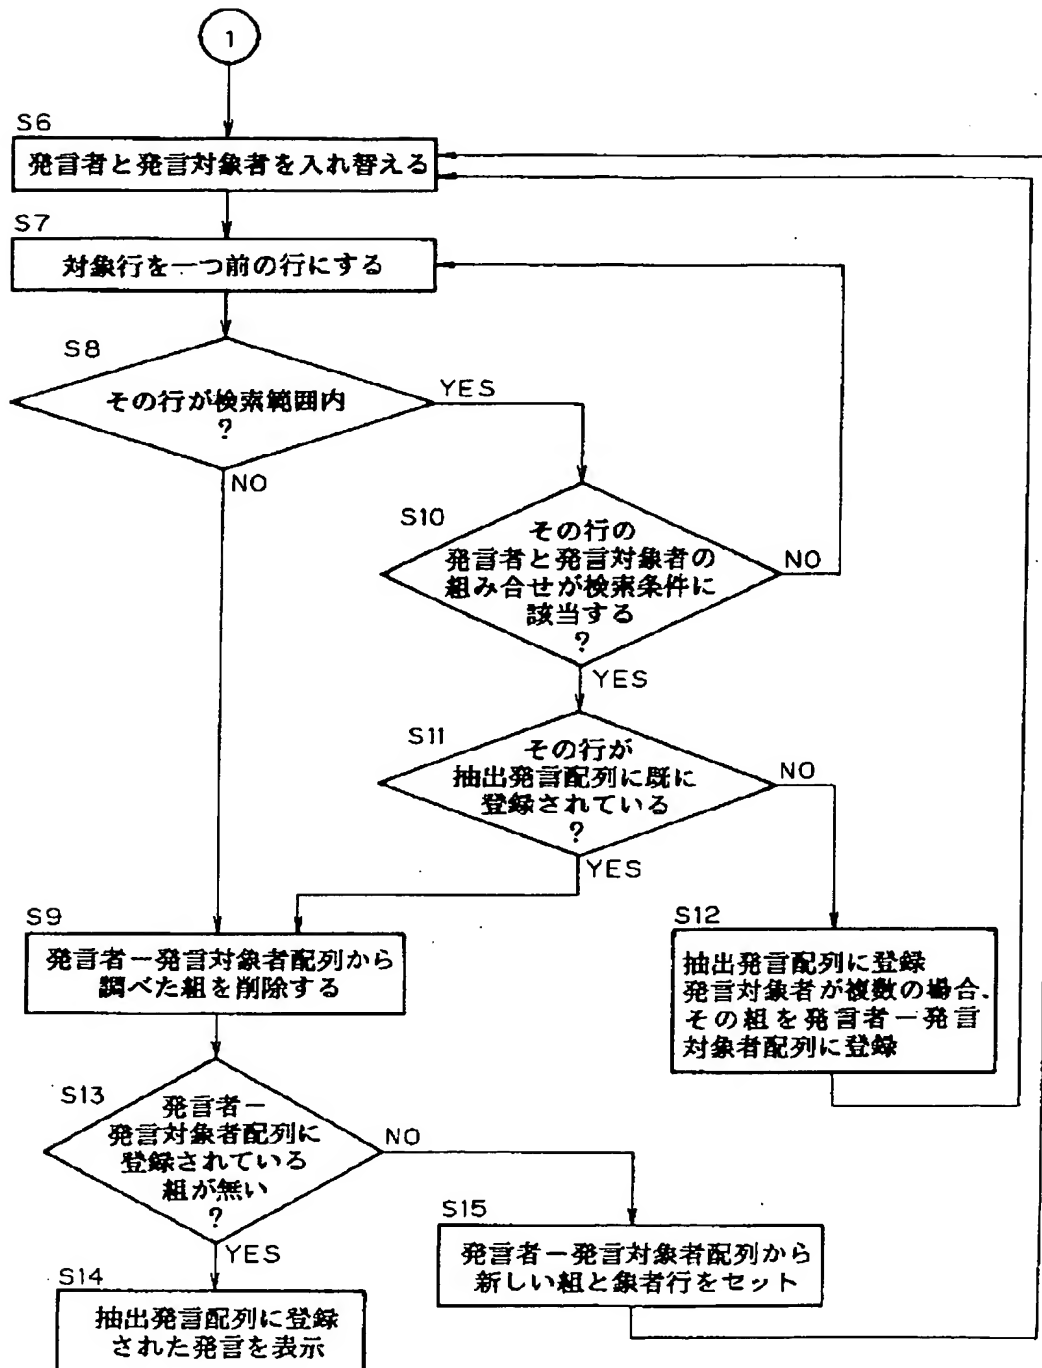 1
S6
発言者と発言対象者を入れ替える
S7
対象行を一つ前の行にする
S8
その行が検索範囲内
?
YES
NO
S10
その行の
発言者と発言対象者の
組み合せが検索条件に
該当する
?
NO
YES
S11
その行が
抽出発言配列に既に
登録されている
?
NO
YES
S9
発言者ー発言対象者配列から
調べた組を削除する
S12
抽出発言配列に登録
発言対象者が複数の場合、
その組を発言者ー発言
対象者配列に登録
S13
発言者ー
発言対象者配列に
登録されている
組が無い
?
NO
YES
S15
発言者ー発言対象者配列から
新しい組と象者行をセット
S14
抽出発言配列に登録
された発言を表示